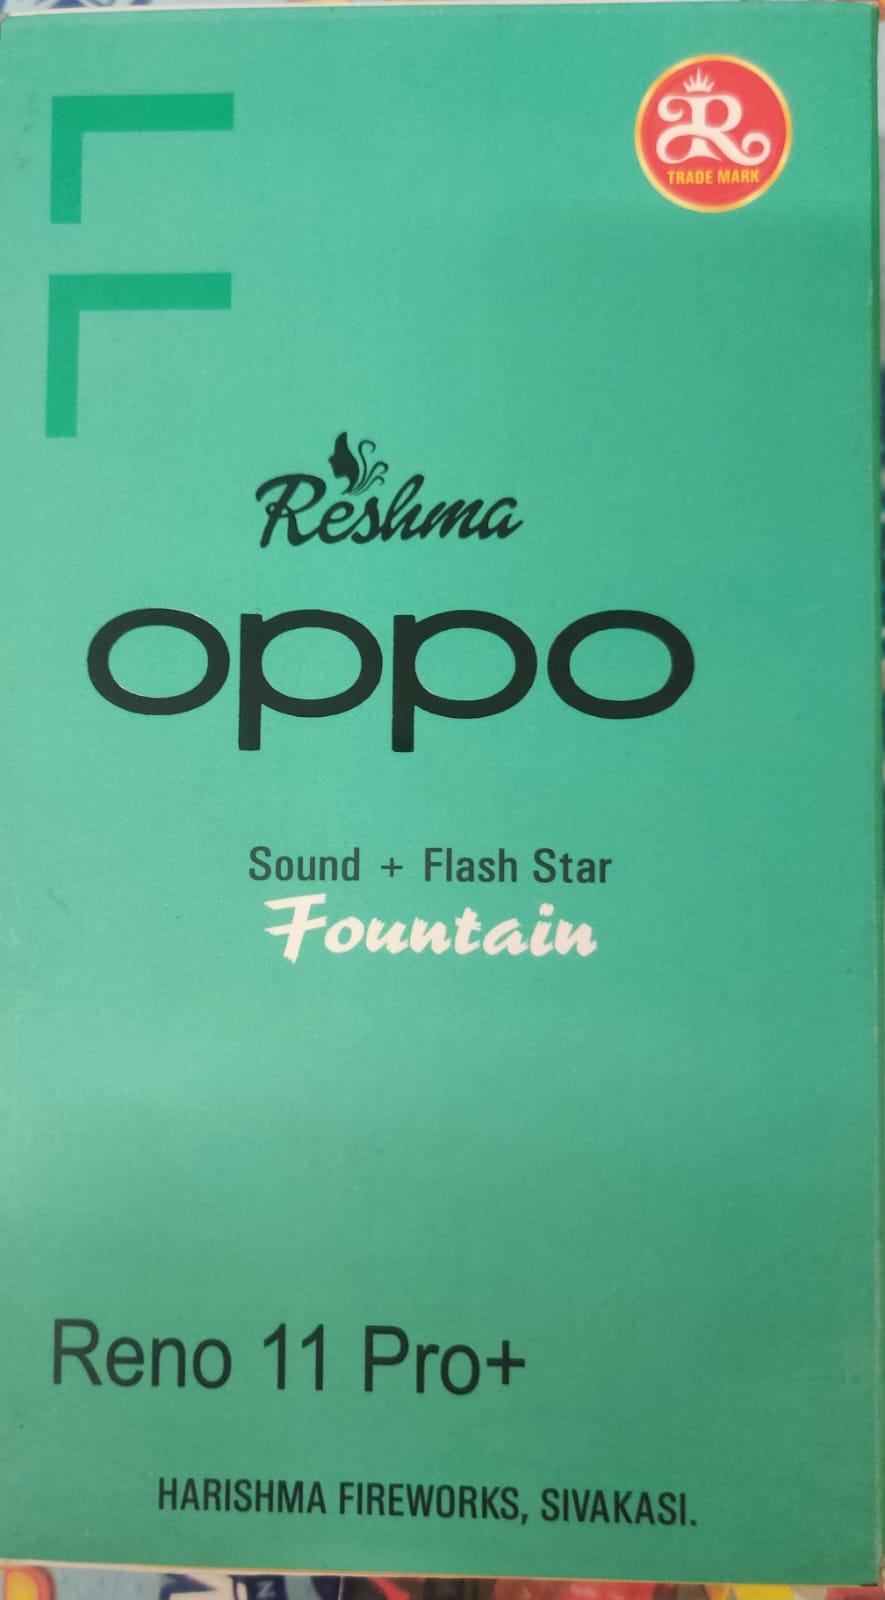 R
TRADE MARK
Reshma
oppo
Sound + Flash Star
Fountain
Reno 11 Pro+
HARISHMA FIREWORKS, SIVAKASI.